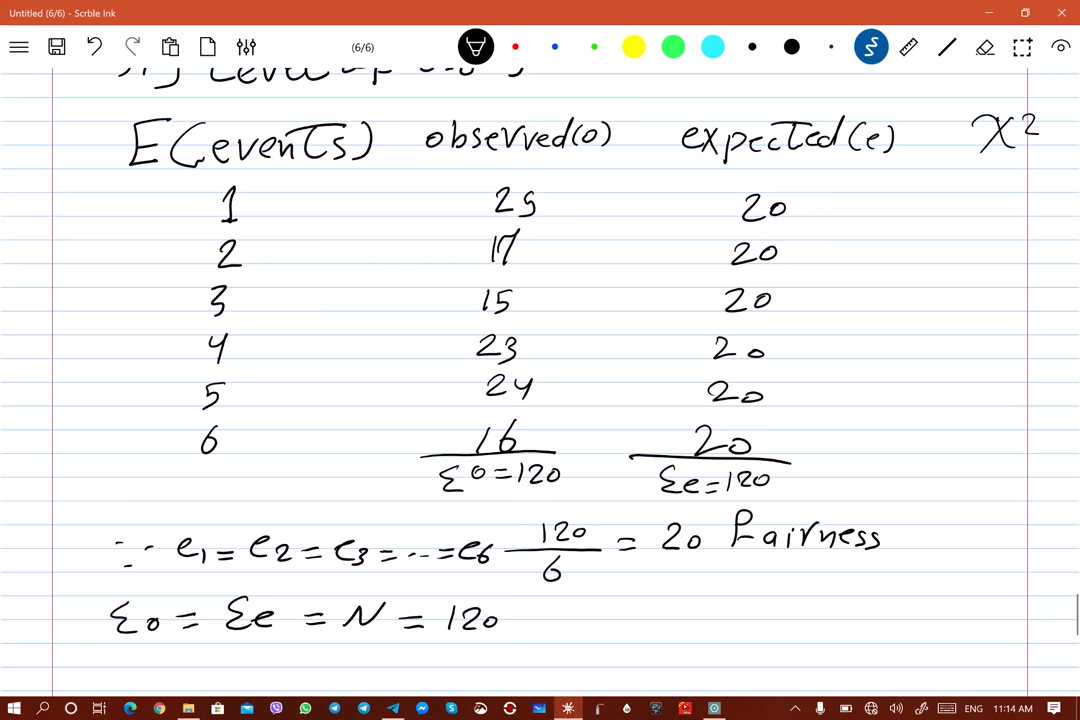 Untitled (6/6) - Scrble Ink
(6/6)
E(events) observed(o) expected(e) χ2
1 25 20
2 17 20
3 15 20
4 23 20
5 24 20
6 16 20
Σo=120 Σe=120
∵ e1 = e2 = e3 = ... = e6 120/6 = 20 Fairness
Σo = Σe = N = 120
ENG 11:14 AM